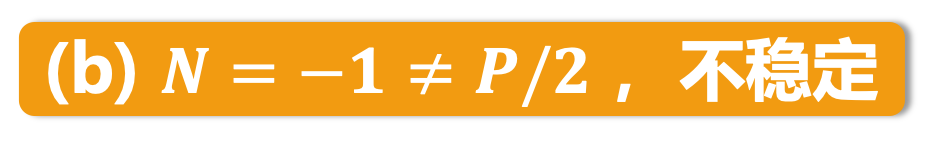 (b) N = −1 ≠ P/2 ，不稳定